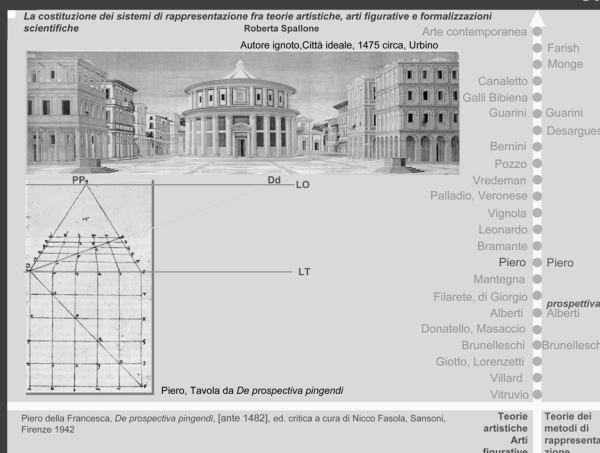 La costituzione dei sistemi di rappresentazione fra teorie artistiche, arti figurative e formalizzazioni
scientifiche
Roberta Spallone
Autore ignoto,Città ideale, 1475 circa, Urbino
PP
Dd
LO
LT
Piero, Tavola da De prospectiva pingendi
Arte contemporanea
Farish
Monge
Canaletto
Galli Bibiena
Guarini Guarini
Desargues
Bernini
Pozzo
Vredeman
Palladio, Veronese
Vignola
Leonardo
Bramante
Piero Piero
Mantegna
Filarete, di Giorgio
prospettiva
Alberti Alberti
Donatello, Masaccio
Brunelleschi Brunellesch
Giotto, Lorenzetti
Villard
Vitruvio
Piero della Francesca, De prospectiva pingendi, [ante 1482], ed. critica a cura di Nicco Fasola, Sansoni,
Firenze 1942
Teorie
artistiche
Arti
figurative
Teorie dei
metodi di
rappresenta
zione